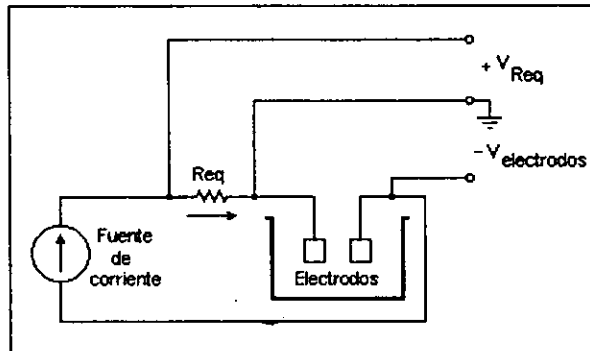 + V Req
Req
- V electrodos
Fuente
de
corriente
Electrodos